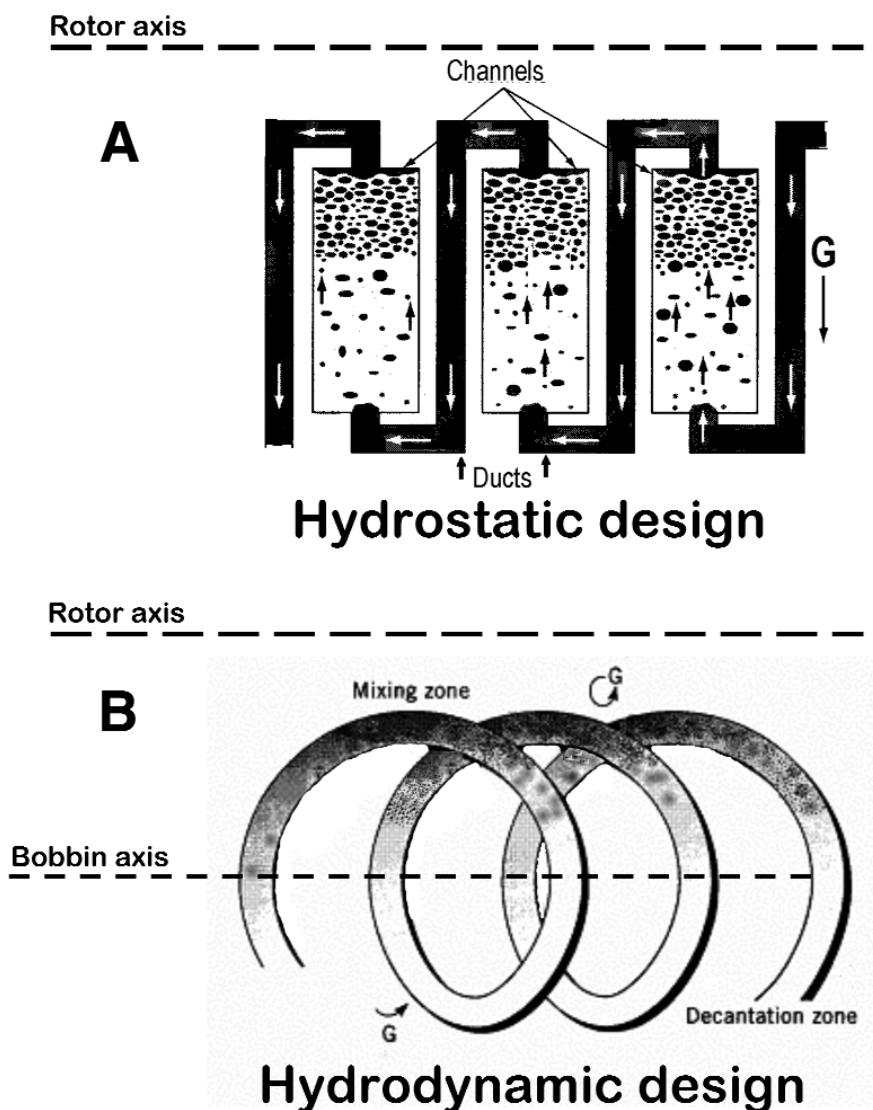 Rotor axis
Channels
A
G
Ducts
Hydrostatic design
Rotor axis
Mixing zone
G
B
Bobbin axis
G
Decantation zone
Hydrodynamic design